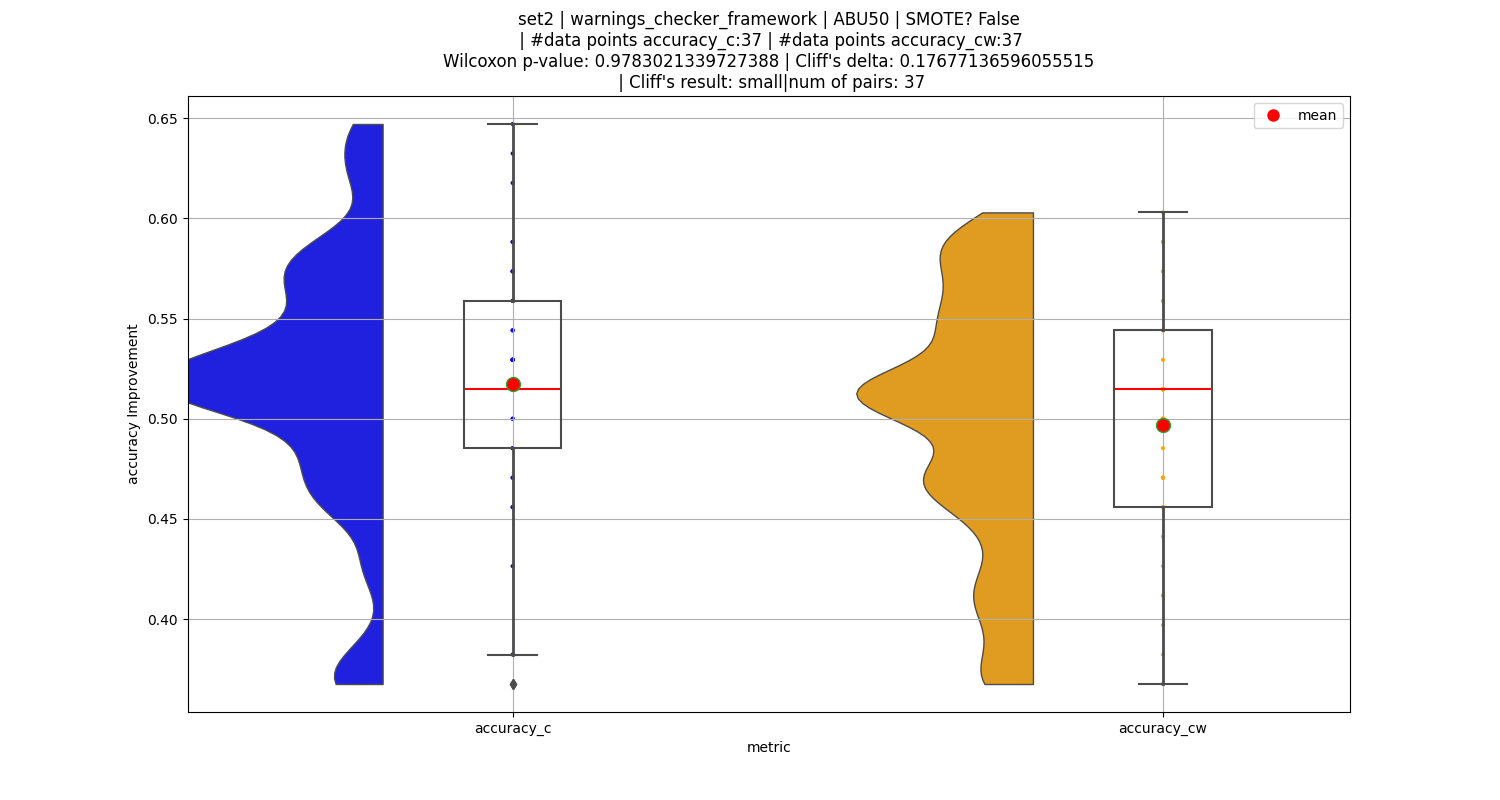 set2 | warnings_checker_framework | ABU50 | SMOTE? False
| #data points accuracy_c:37 | #data points accuracy_cw:37
Wilcoxon p-value: 0.9783021339727388 | Cliff's delta: 0.17677136596055515
| Cliff's result: small|num of pairs: 37
mean
0.65
0.60
0.55
0.50
0.45
0.40
accuracy Improvement
accuracy_c
accuracy_cw
metric